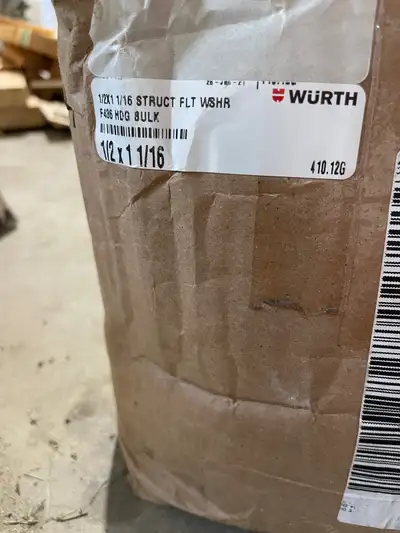 1/2X1 1/16 STRUCT FLT WSHR
WÜRTH
F436 HDG BULK
1/2 x 1 1/16
410.12G